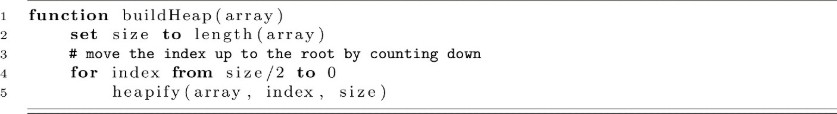 1 function buildHeap(array)
2 set size to length(array)
3 # move the index up to the root by counting down
4 for index from size/2 to 0
5 heapify(array, index, size)